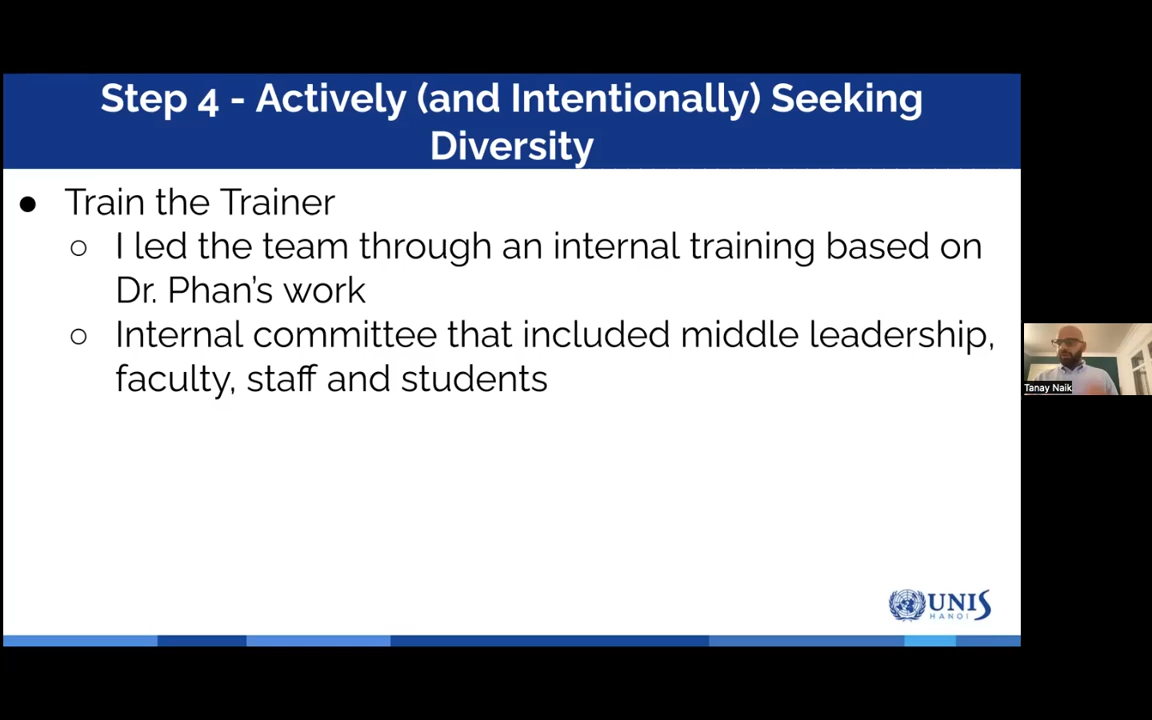 Step 4 - Actively (and Intentionally) Seeking
Diversity
● Train the Trainer
○ I led the team through an internal training based on
Dr. Phan's work
○ Internal committee that included middle leadership,
faculty, staff and students
Tanay Naik
UNIS
HANOI